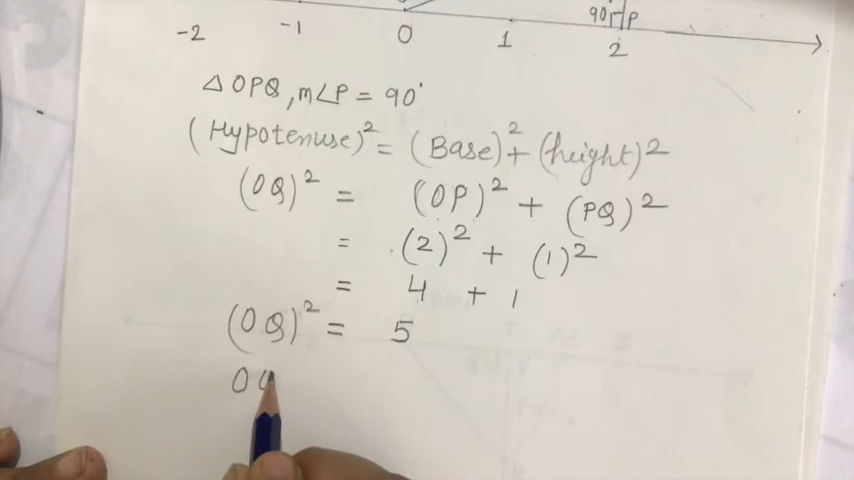 90° P
-2 -1 0 1 2
△OPQ, m∠P = 90°
(Hypotenuse)² = (Base)² + (height)²
(OQ)² = (OP)² + (PQ)²
= (2)² + (1)²
= 4 + 1
(OQ)² = 5
O